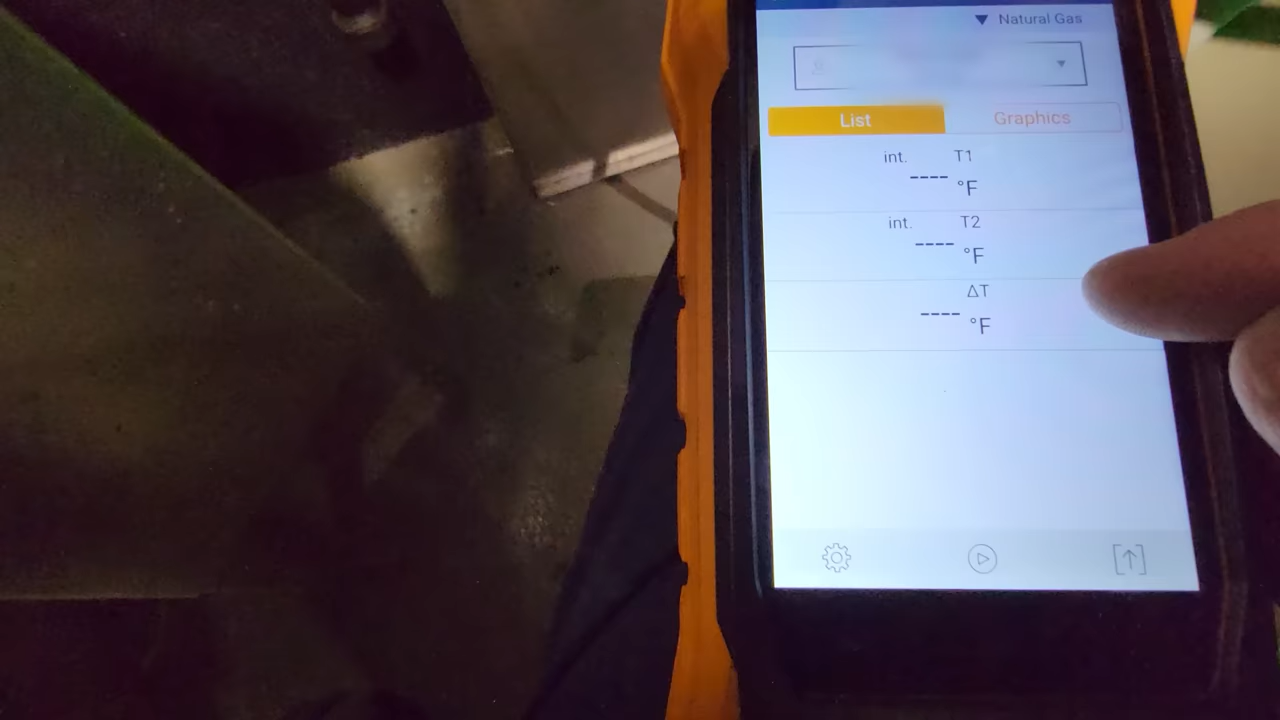 ▼ Natural Gas
List Graphics
int. T1
---- °F
int. T2
---- °F
ΔT
---- °F